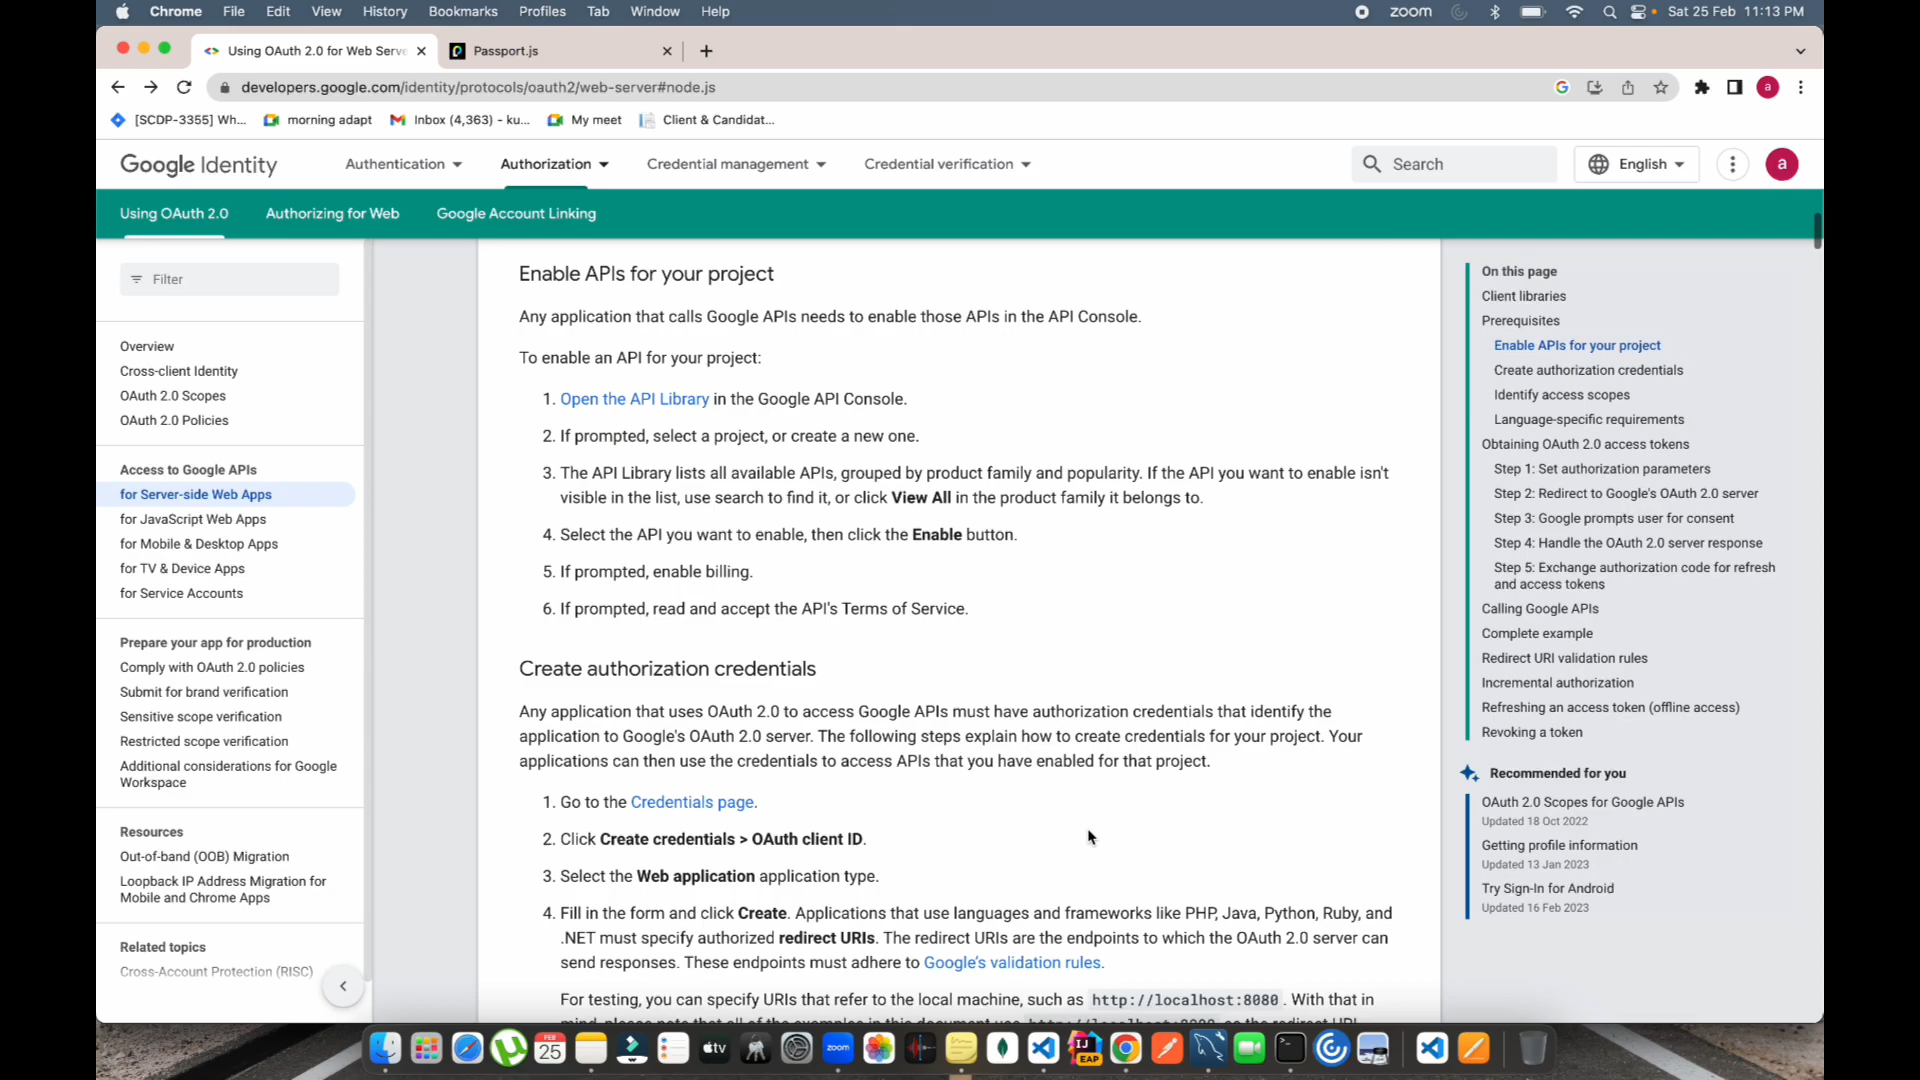 Chrome File Edit View History Bookmarks Profiles Tab Window Help zoom Sat 25 Feb 11:13 PM
Using OAuth 2.0 for Web Serve Passport.js
developers.google.com/identity/protocols/oauth2/web-server#node.js a
[SCDP-3355] Wh... morning adapt Inbox (4,363) - ku... My meet Client & Candidat...
Google Identity Authentication Authorization Credential management Credential verification Search English a
Using OAuth 2.0 Authorizing for Web Google Account Linking
Filter
Overview
Cross-client Identity
OAuth 2.0 Scopes
OAuth 2.0 Policies
Access to Google APIs
for Server-side Web Apps
for JavaScript Web Apps
for Mobile & Desktop Apps
for TV & Device Apps
for Service Accounts
Prepare your app for production
Comply with OAuth 2.0 policies
Submit for brand verification
Sensitive scope verification
Restricted scope verification
Additional considerations for Google
Workspace
Resources
Out-of-band (OOB) Migration
Loopback IP Address Migration for
Mobile and Chrome Apps
Related topics
Cross-Account Protection (RISC)
Enable APIs for your project
Any application that calls Google APIs needs to enable those APIs in the API Console.
To enable an API for your project:
1. Open the API Library in the Google API Console.
2. If prompted, select a project, or create a new one.
3. The API Library lists all available APIs, grouped by product family and popularity. If the API you want to enable isn't
visible in the list, use search to find it, or click View All in the product family it belongs to.
4. Select the API you want to enable, then click the Enable button.
5. If prompted, enable billing.
6. If prompted, read and accept the API's Terms of Service.
Create authorization credentials
Any application that uses OAuth 2.0 to access Google APIs must have authorization credentials that identify the
application to Google's OAuth 2.0 server. The following steps explain how to create credentials for your project. Your
applications can then use the credentials to access APIs that you have enabled for that project.
1. Go to the Credentials page.
2. Click Create credentials > OAuth client ID.
3. Select the Web application application type.
4. Fill in the form and click Create. Applications that use languages and frameworks like PHP, Java, Python, Ruby, and
.NET must specify authorized redirect URIs. The redirect URIs are the endpoints to which the OAuth 2.0 server can
send responses. These endpoints must adhere to Google's validation rules.
For testing, you can specify URIs that refer to the local machine, such as http://localhost:8080. With that in
mind, please note that all of the examples in this document use http://localhost:8080 as the redirect URI.
On this page
Client libraries
Prerequisites
Enable APIs for your project
Create authorization credentials
Identify access scopes
Language-specific requirements
Obtaining OAuth 2.0 access tokens
Step 1: Set authorization parameters
Step 2: Redirect to Google's OAuth 2.0 server
Step 3: Google prompts user for consent
Step 4: Handle the OAuth 2.0 server response
Step 5: Exchange authorization code for refresh
and access tokens
Calling Google APIs
Complete example
Redirect URI validation rules
Incremental authorization
Refreshing an access token (offline access)
Revoking a token
Recommended for you
OAuth 2.0 Scopes for Google APIs
Updated 18 Oct 2022
Getting profile information
Updated 13 Jan 2023
Try Sign-In for Android
Updated 16 Feb 2023
FEB
25
tv
zoom
IJ
EAP